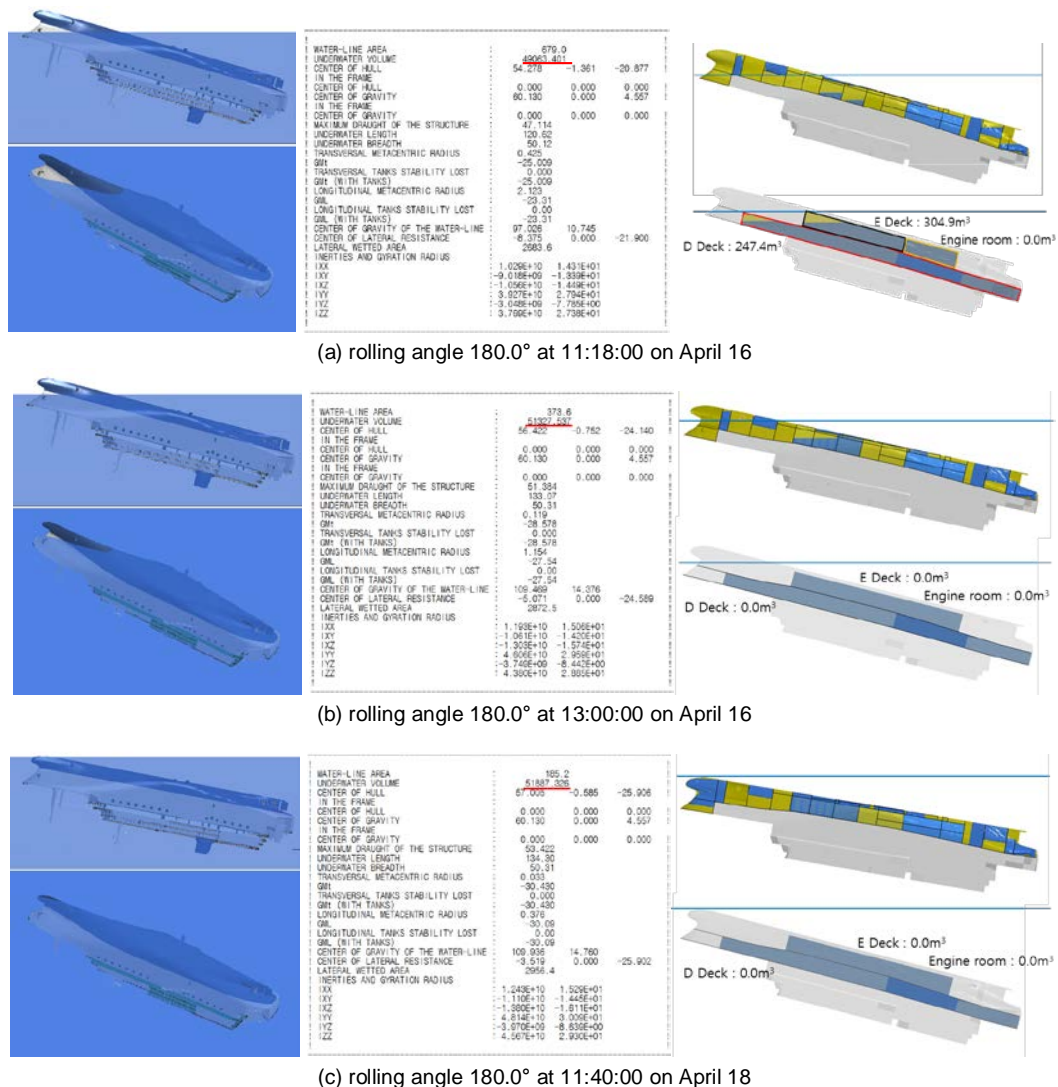 WATER-LINE AREA : 679.0
UNDERWATER VOLUME : 49063.401
CENTER OF HULL : 54.278 -1.361 -20.877
IN THE FRAME
CENTER OF HULL : 0.000 0.000 0.000
CENTER OF GRAVITY : 60.130 0.000 4.557
IN THE FRAME
CENTER OF GRAVITY : 0.000 0.000 0.000
MAXIMUM DRAUGHT OF THE STRUCTURE : 47.114
UNDERWATER LENGTH : 120.62
UNDERWATER BREADTH : 50.12
TRANSVERSAL METACENTRIC RADIUS : 0.425
GMt : -25.009
TRANSVERSAL TANKS STABILITY LOST : 0.000
GMt (WITH TANKS) : -25.009
LONGITUDINAL METACENTRIC RADIUS : 2.123
GML : -23.31
LONGITUDINAL TANKS STABILITY LOST : 0.00
GML (WITH TANKS) : -23.31
CENTER OF GRAVITY OF THE WATER-LINE : 97.026 10.745
CENTER OF LATERAL RESISTANCE : -8.375 0.000 -21.900
LATERAL WETTED AREA : 2683.6
INERTIES AND GYRATION RADIUS :
IXX : 1.029E+10 1.431E+01
IXY :-9.018E+09 -1.339E+01
IXZ :-1.056E+10 -1.449E+01
IYY : 3.927E+10 2.794E+01
IYZ :-3.048E+09 -7.785E+00
IZZ : 3.769E+10 2.738E+01
E Deck : 304.9m³
Engine room : 0.0m³
D Deck : 247.4m³
(a) rolling angle 180.0° at 11:18:00 on April 16
WATER-LINE AREA : 373.6
UNDERWATER VOLUME : 51327.537
CENTER OF HULL : 56.422 -0.752 -24.140
IN THE FRAME
CENTER OF HULL : 0.000 0.000 0.000
CENTER OF GRAVITY : 60.130 0.000 4.557
IN THE FRAME
CENTER OF GRAVITY : 0.000 0.000 0.000
MAXIMUM DRAUGHT OF THE STRUCTURE : 51.384
UNDERWATER LENGTH : 133.07
UNDERWATER BREADTH : 50.31
TRANSVERSAL METACENTRIC RADIUS : 0.119
GMt : -28.578
TRANSVERSAL TANKS STABILITY LOST : 0.000
GMt (WITH TANKS) : -28.578
LONGITUDINAL METACENTRIC RADIUS : 1.154
GML : -27.54
LONGITUDINAL TANKS STABILITY LOST : 0.00
GML (WITH TANKS) : -27.54
CENTER OF GRAVITY OF THE WATER-LINE : 109.469 14.376
CENTER OF LATERAL RESISTANCE : -5.071 0.000 -24.589
LATERAL WETTED AREA : 2872.5
INERTIES AND GYRATION RADIUS :
IXX : 1.193E+10 1.506E+01
IXY :-1.061E+10 -1.420E+01
IXZ :-1.303E+10 -1.574E+01
IYY : 4.606E+10 2.959E+01
IYZ :-3.749E+09 -8.442E+00
IZZ : 4.380E+10 2.885E+01
E Deck : 0.0m³
Engine room : 0.0m³
D Deck : 0.0m³
(b) rolling angle 180.0° at 13:00:00 on April 16
WATER-LINE AREA : 185.2
UNDERWATER VOLUME : 51887.326
CENTER OF HULL : -0.585 -25.906
IN THE FRAME
CENTER OF HULL : 0.000 0.000 0.000
CENTER OF GRAVITY : 60.130 0.000 4.557
IN THE FRAME
CENTER OF GRAVITY : 0.000 0.000 0.000
MAXIMUM DRAUGHT OF THE STRUCTURE : 53.422
UNDERWATER LENGTH : 134.30
UNDERWATER BREADTH : 50.31
TRANSVERSAL METACENTRIC RADIUS : 0.033
GMt : -30.430
TRANSVERSAL TANKS STABILITY LOST : 0.000
GMt (WITH TANKS) : -30.430
LONGITUDINAL METACENTRIC RADIUS : 0.376
GML : -30.09
LONGITUDINAL TANKS STABILITY LOST : 0.00
GML (WITH TANKS) : -30.09
CENTER OF GRAVITY OF THE WATER-LINE : 109.936 14.760
CENTER OF LATERAL RESISTANCE : -3.519 0.000 -25.902
LATERAL WETTED AREA : 2956.4
INERTIES AND GYRATION RADIUS :
IXX : 1.243E+10 1.529E+01
IXY :-1.110E+10 -1.445E+01
IXZ :-1.380E+10 -1.611E+01
IYY : 4.814E+10 3.009E+01
IYZ :-3.970E+09 -8.639E+00
IZZ : 4.567E+10 2.930E+01
E Deck : 0.0m³
Engine room : 0.0m³
D Deck : 0.0m³
(c) rolling angle 180.0° at 11:40:00 on April 18